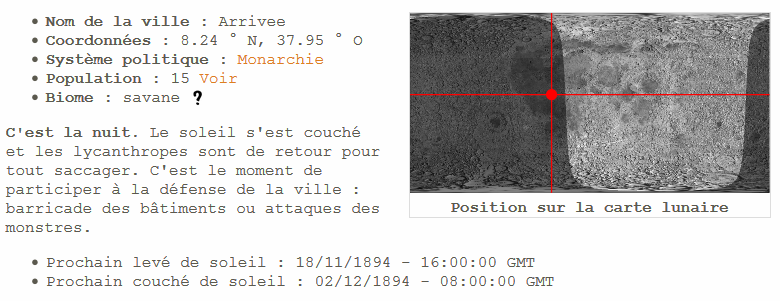 Nom de la ville : Arrivee
Coordonnées : 8.24 ° N, 37.95 ° O
Système politique : Monarchie
Population : 15 Voir
Biome : savane ?
C'est la nuit. Le soleil s'est couché
et les lycanthropes sont de retour pour
tout saccager. C'est le moment de
participer à la défense de la ville :
barricade des bâtiments ou attaques des
monstres.
Position sur la carte lunaire
Prochain levé de soleil : 18/11/1894 - 16:00:00 GMT
Prochain couché de soleil : 02/12/1894 - 08:00:00 GMT